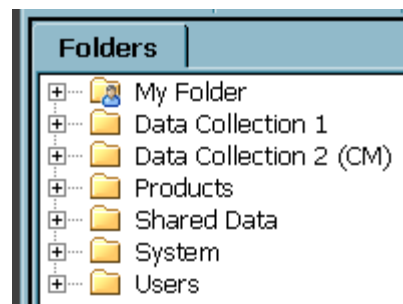 Folders
My Folder
Data Collection 1
Data Collection 2 (CM)
Products
Shared Data
System
Users